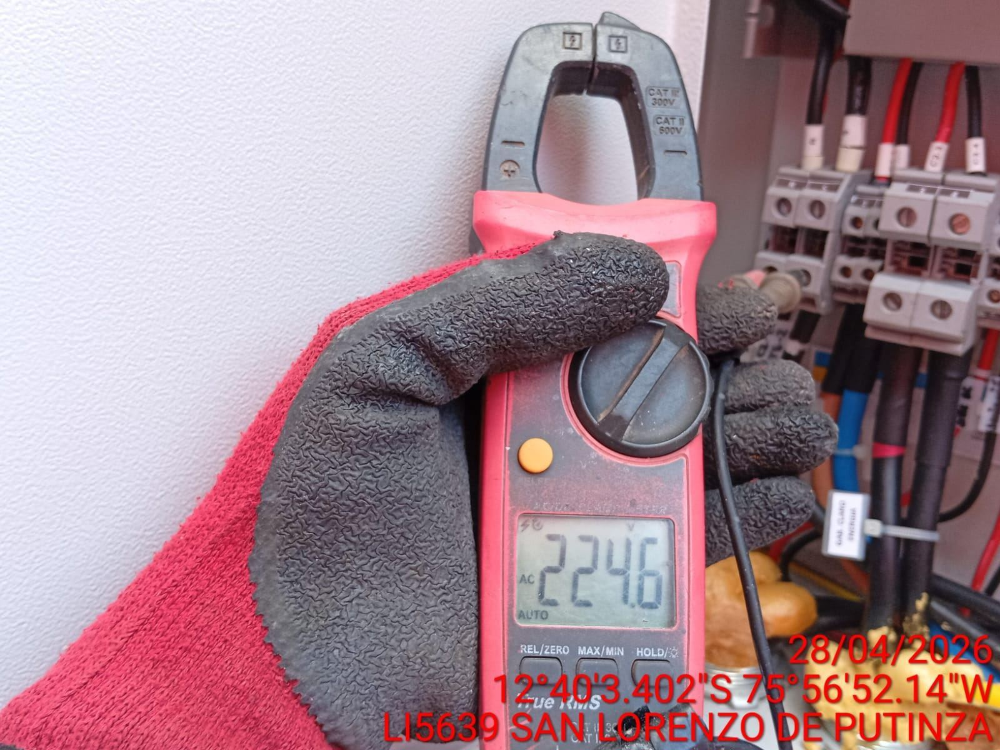 CAT III
300V
CAT II
600V
V
AC
224.6
AUTO
REL/ZERO MAX/MIN HOLD/
True RMS
28/04/2026
12°40'3.402"S 75°56'52.14"W
LI5639 SAN LORENZO DE PUTINZA